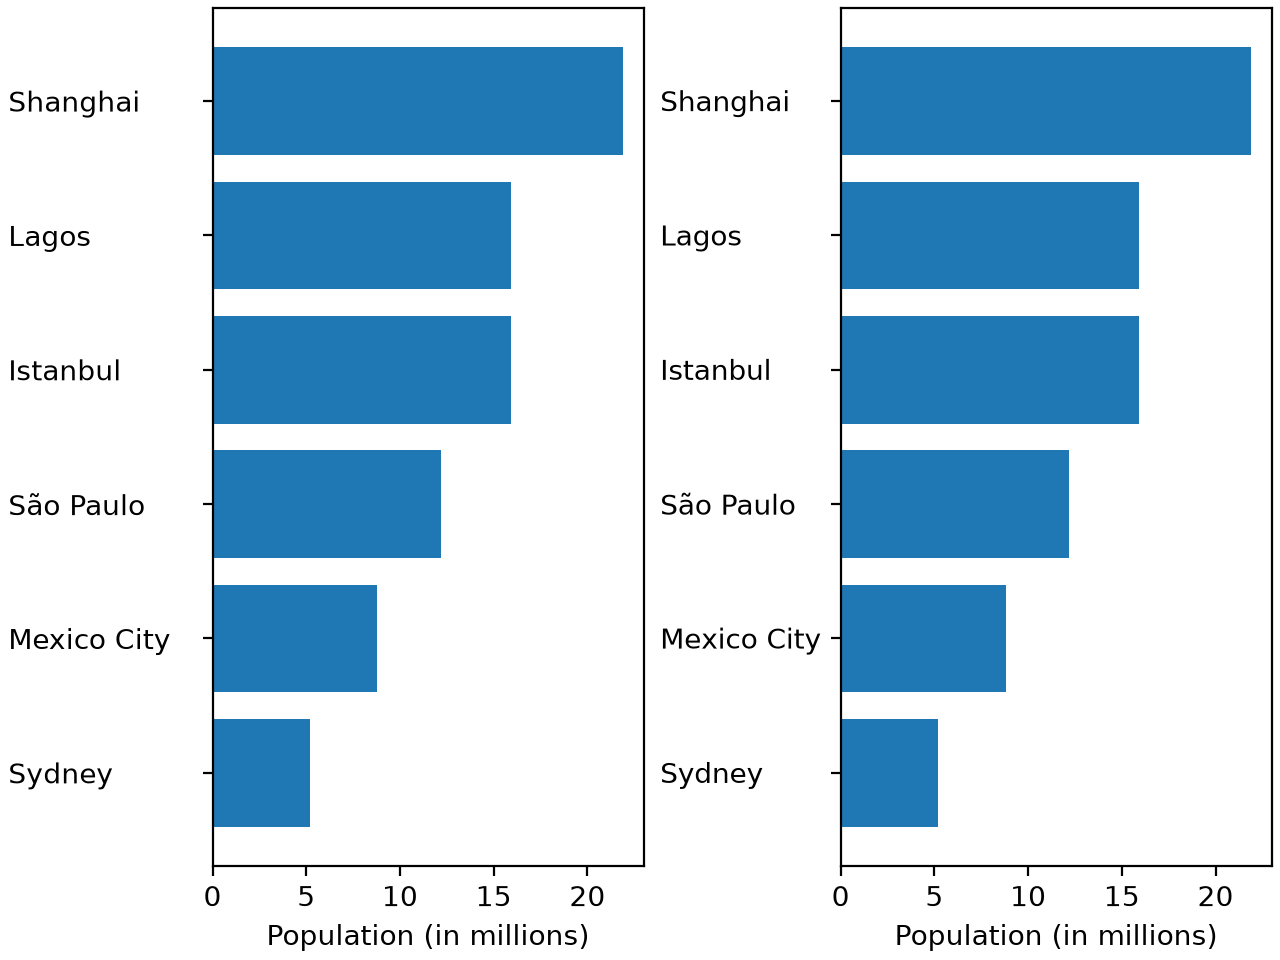 Shanghai
Lagos
Istanbul
São Paulo
Mexico City
Sydney
0 5 10 15 20
Population (in millions)
Shanghai
Lagos
Istanbul
São Paulo
Mexico City
Sydney
0 5 10 15 20
Population (in millions)